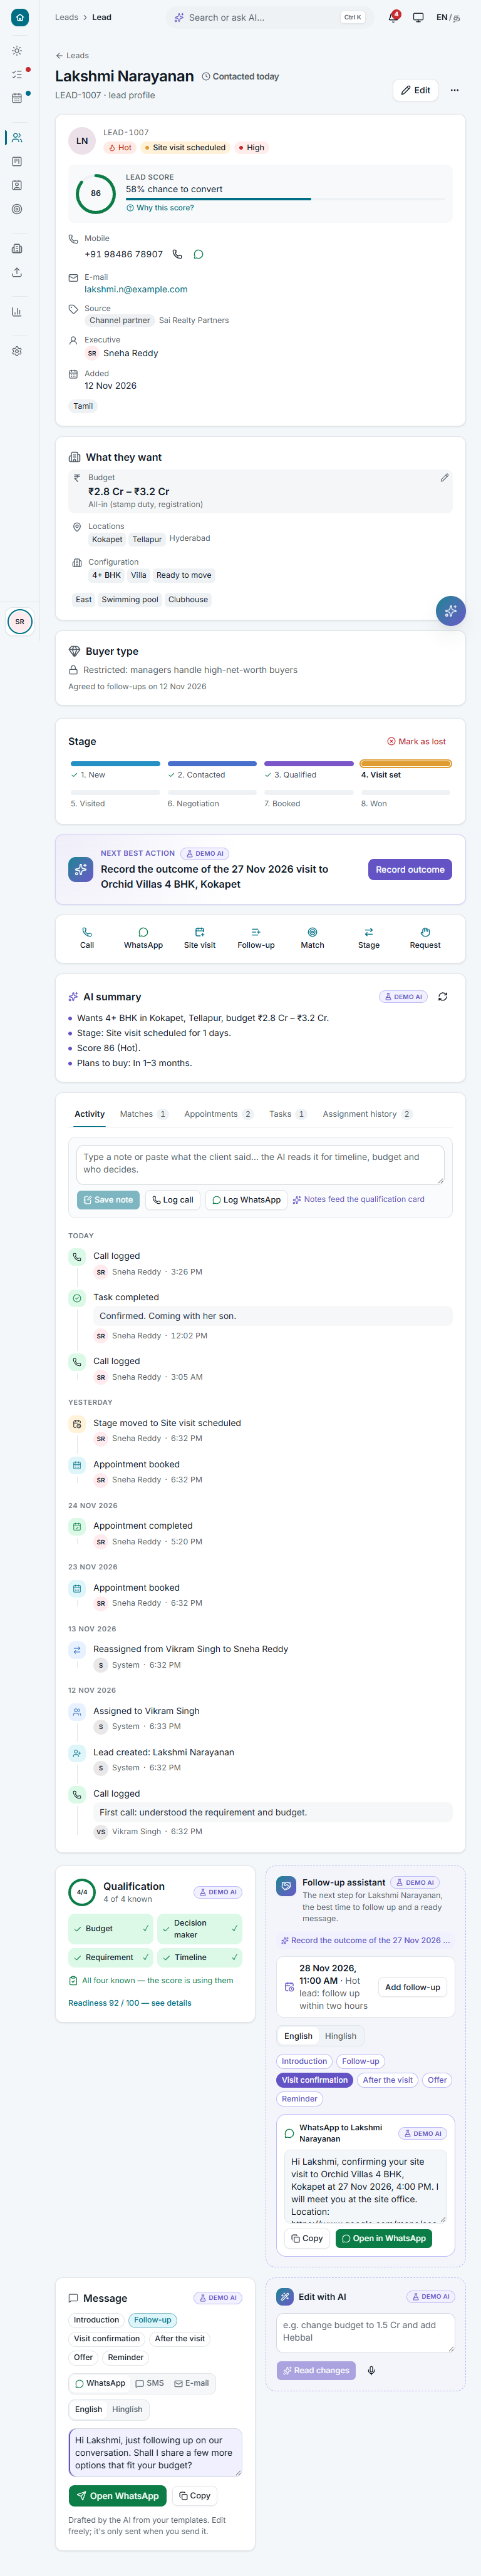 Leads > Lead
Search or ask AI...
Ctrl K
4
EN / த
← Leads
Lakshmi Narayanan
Contacted today
LEAD-1007 · lead profile
Edit
LN
LEAD-1007
Hot
Site visit scheduled
High
86
LEAD SCORE
58% chance to convert
Why this score?
Mobile
+91 98486 78907
E-mail
lakshmi.n@example.com
Source
Channel partner
Sai Realty Partners
Executive
SR
Sneha Reddy
Added
12 Nov 2026
Tamil
What they want
Budget
₹2.8 Cr – ₹3.2 Cr
All-in (stamp duty, registration)
Locations
Kokapet
Tellapur
Hyderabad
Configuration
4+ BHK
Villa
Ready to move
East
Swimming pool
Clubhouse
SR
Buyer type
Restricted: managers handle high-net-worth buyers
Agreed to follow-ups on 12 Nov 2026
Stage
Mark as lost
1. New
2. Contacted
3. Qualified
4. Visit set
5. Visited
6. Negotiation
7. Booked
8. Won
NEXT BEST ACTION
DEMO AI
Record the outcome of the 27 Nov 2026 visit to
Orchid Villas 4 BHK, Kokapet
Record outcome
Call
WhatsApp
Site visit
Follow-up
Match
Stage
Request
AI summary
DEMO AI
Wants 4+ BHK in Kokapet, Tellapur, budget ₹2.8 Cr – ₹3.2 Cr.
Stage: Site visit scheduled for 1 days.
Score 86 (Hot).
Plans to buy: In 1–3 months.
Activity
Matches 1
Appointments 2
Tasks 1
Assignment history 2
Type a note or paste what the client said... the AI reads it for timeline, budget and
who decides.
Save note
Log call
Log WhatsApp
Notes feed the qualification card
TODAY
Call logged
SR Sneha Reddy · 3:26 PM
Task completed
Confirmed. Coming with her son.
SR Sneha Reddy · 12:02 PM
Call logged
SR Sneha Reddy · 3:05 AM
YESTERDAY
Stage moved to Site visit scheduled
SR Sneha Reddy · 6:32 PM
Appointment booked
SR Sneha Reddy · 6:32 PM
24 NOV 2026
Appointment completed
SR Sneha Reddy · 5:20 PM
23 NOV 2026
Appointment booked
SR Sneha Reddy · 6:32 PM
13 NOV 2026
Reassigned from Vikram Singh to Sneha Reddy
S System · 6:32 PM
12 NOV 2026
Assigned to Vikram Singh
S System · 6:33 PM
Lead created: Lakshmi Narayanan
S System · 6:32 PM
Call logged
First call: understood the requirement and budget.
VS Vikram Singh · 6:32 PM
4/4
Qualification
4 of 4 known
DEMO AI
Budget
Decision
maker
Requirement
Timeline
All four known — the score is using them
Readiness 92 / 100 — see details
Follow-up assistant
DEMO AI
The next step for Lakshmi Narayanan,
the best time to follow up and a ready
message.
Record the outcome of the 27 Nov 2026 ...
28 Nov 2026,
11:00 AM · Hot
lead: follow up
within two hours
Add follow-up
English
Hinglish
Introduction
Follow-up
Visit confirmation
After the visit
Offer
Reminder
WhatsApp to Lakshmi
Narayanan
DEMO AI
Hi Lakshmi, confirming your site
visit to Orchid Villas 4 BHK,
Kokapet at 27 Nov 2026, 4:00 PM. I
will meet you at the site office.
Location:
Copy
Open in WhatsApp
Message
DEMO AI
Introduction
Follow-up
Visit confirmation
After the visit
Offer
Reminder
WhatsApp
SMS
E-mail
English
Hinglish
Hi Lakshmi, just following up on our
conversation. Shall I share a few more
options that fit your budget?
Open WhatsApp
Copy
Drafted by the AI from your templates. Edit
freely; it's only sent when you send it.
Edit with AI
DEMO AI
e.g. change budget to 1.5 Cr and add
Hebbal
Read changes